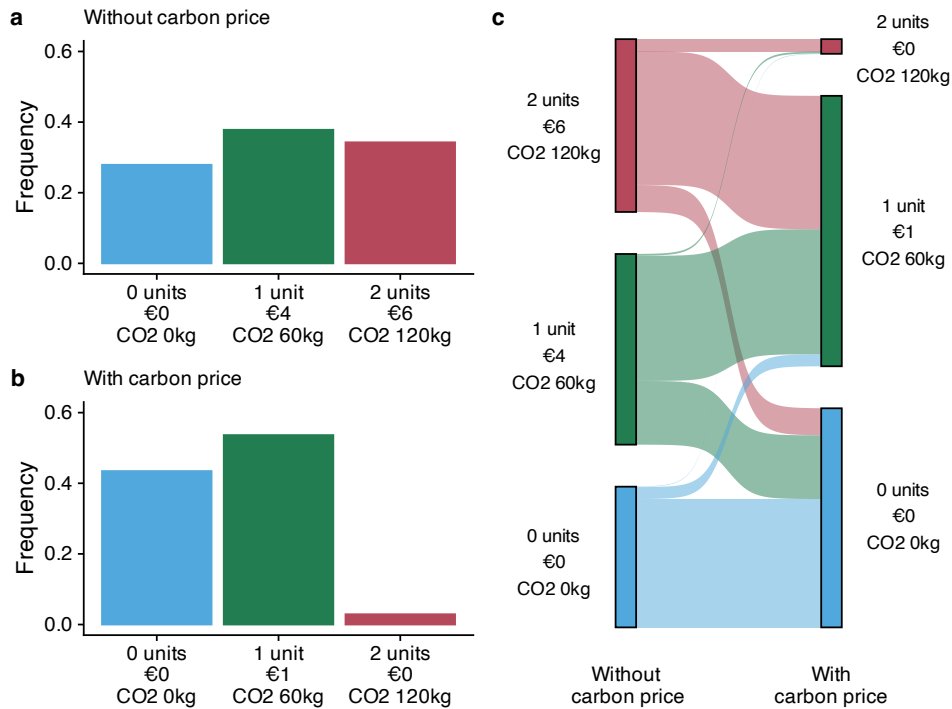 a
Without carbon price
0.6
0.4
0.2
0.0
Frequency
0 units
€0
CO2 0kg
1 unit
€4
CO2 60kg
2 units
€6
CO2 120kg
b
With carbon price
0.6
0.4
0.2
0.0
Frequency
0 units
€0
CO2 0kg
1 unit
€1
CO2 60kg
2 units
€0
CO2 120kg
c
2 units
€6
CO2 120kg
1 unit
€4
CO2 60kg
0 units
€0
CO2 0kg
2 units
€0
CO2 120kg
1 unit
€1
CO2 60kg
0 units
€0
CO2 0kg
Without
carbon price
With
carbon price